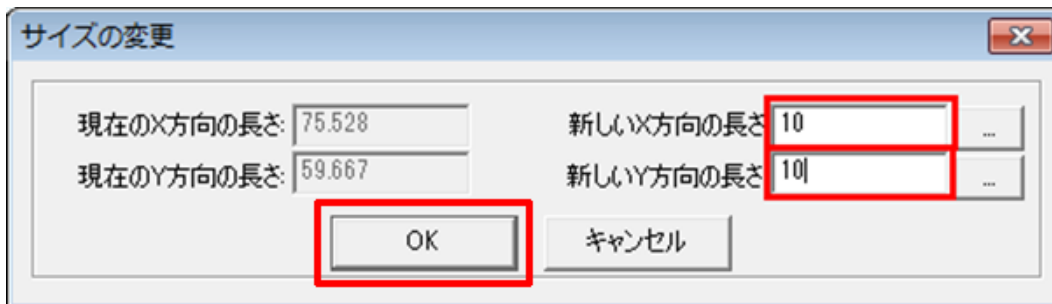 サイズの変更
現在のX方向の長さ: 75.528 新しいX方向の長さ 10 ...
現在のY方向の長さ: 59.667 新しいY方向の長さ 10 ...
OK キャンセル